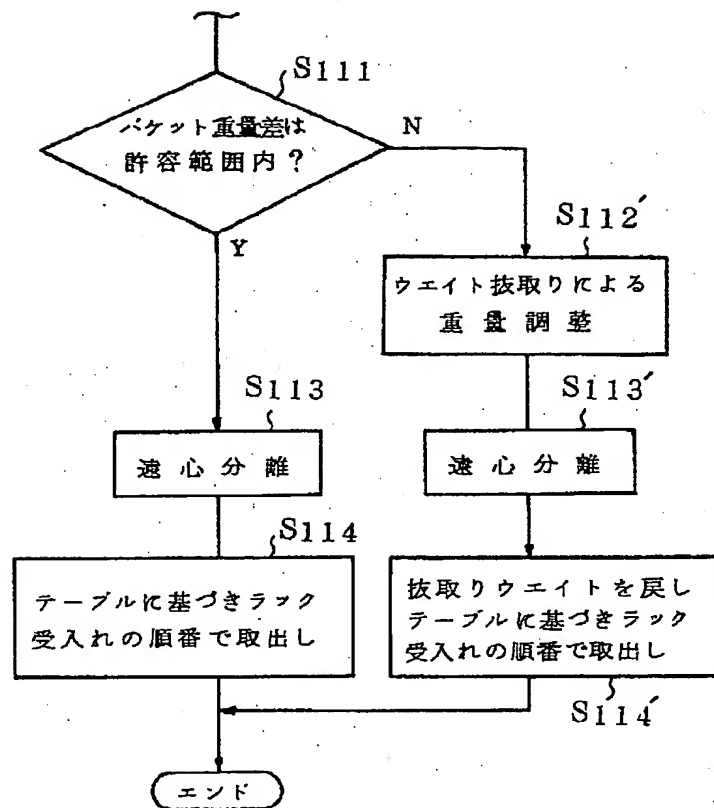 S111
バケット重量差は
許容範囲内?
N
Y
S112′
ウエイト抜取りによる
重量調整
S113
S113′
遠心分離
遠心分離
S114
テーブルに基づきラック
受入れの順番で取出し
抜取りウエイトを戻し
テーブルに基づきラック
受入れの順番で取出し
S114′
エンド